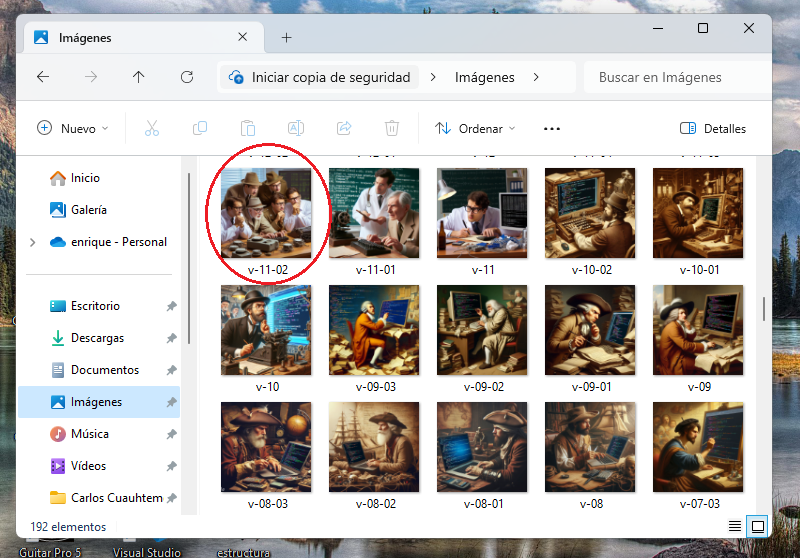 Imágenes
Iniciar copia de seguridad
Imágenes
Buscar en Imágenes
Nuevo
Ordenar
Detalles
Inicio
Galería
enrique - Personal
Escritorio
Descargas
Documentos
Imágenes
Música
Vídeos
Carlos Cuauhtem
v-11-02 v-11-01 v-11 v-10-02 v-10-01
v-10 v-09-03 v-09-02 v-09-01 v-09
v-08-03 v-08-02 v-08-01 v-08 v-07-03
192 elementos
Guitar Pro 5 Visual Studio estructura